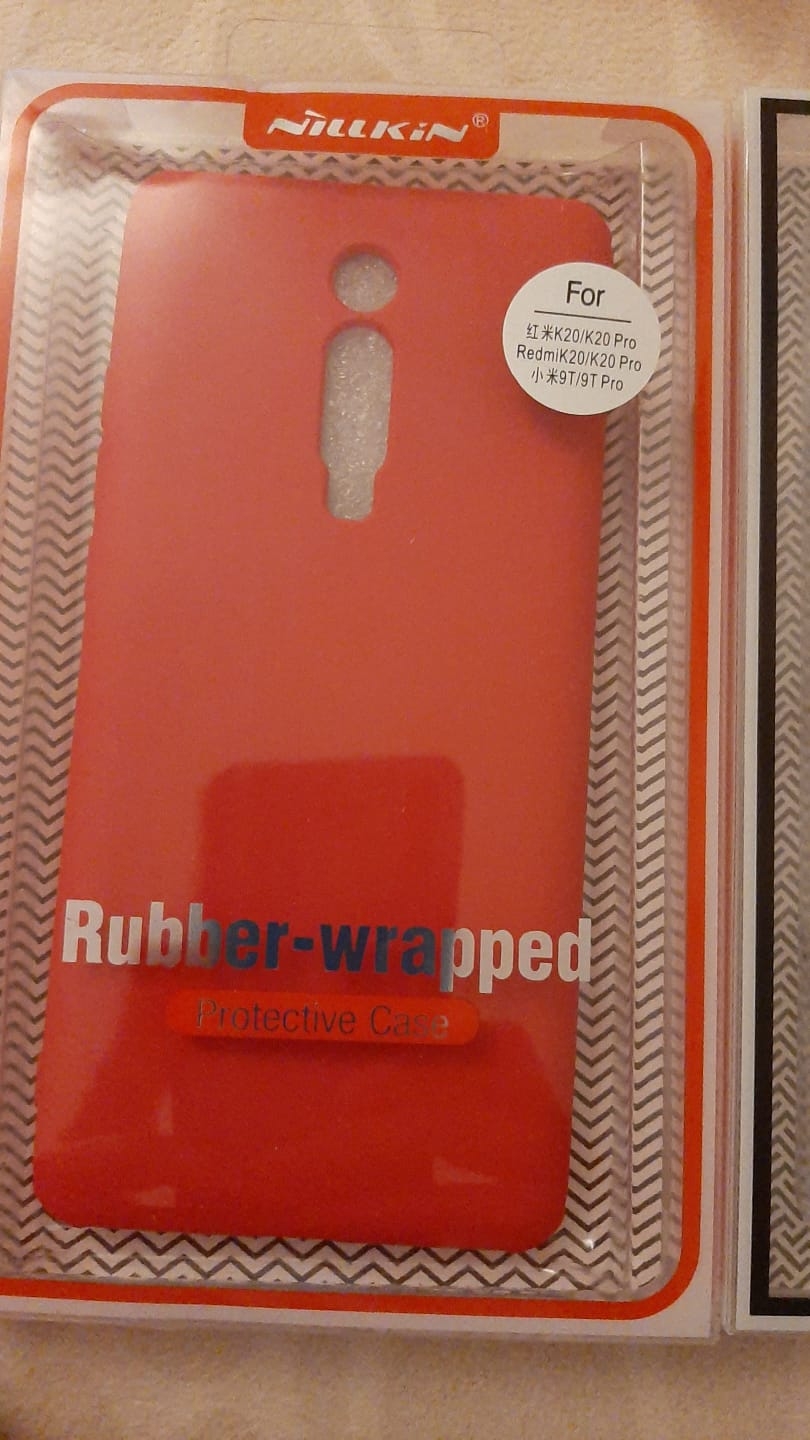 NiLLKiN®
For
红米K20/K20 Pro
RedmiK20/K20 Pro
小米9T/9T Pro
Rubber-wrapped
Protective Case